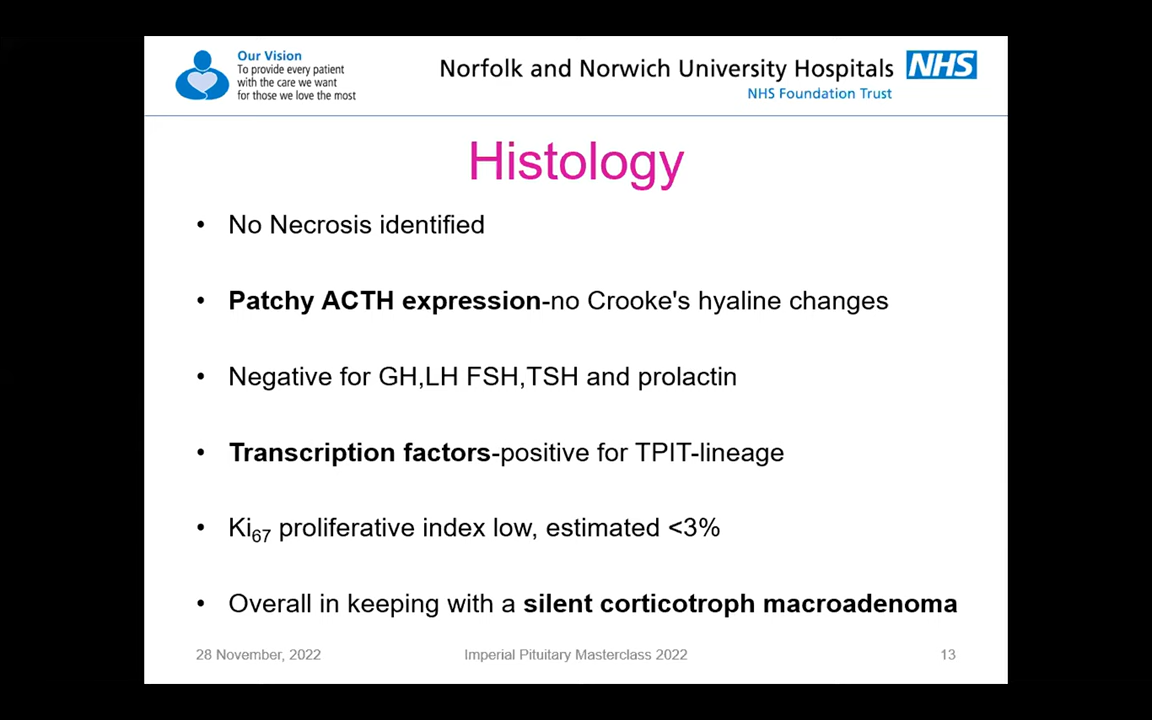 Our Vision
To provide every patient
with the care we want
for those we love the most
Norfolk and Norwich University Hospitals NHS
NHS Foundation Trust
Histology
• No Necrosis identified
• Patchy ACTH expression-no Crooke's hyaline changes
• Negative for GH,LH FSH,TSH and prolactin
• Transcription factors-positive for TPIT-lineage
• Ki67 proliferative index low, estimated <3%
• Overall in keeping with a silent corticotroph macroadenoma
28 November, 2022 Imperial Pituitary Masterclass 2022 13